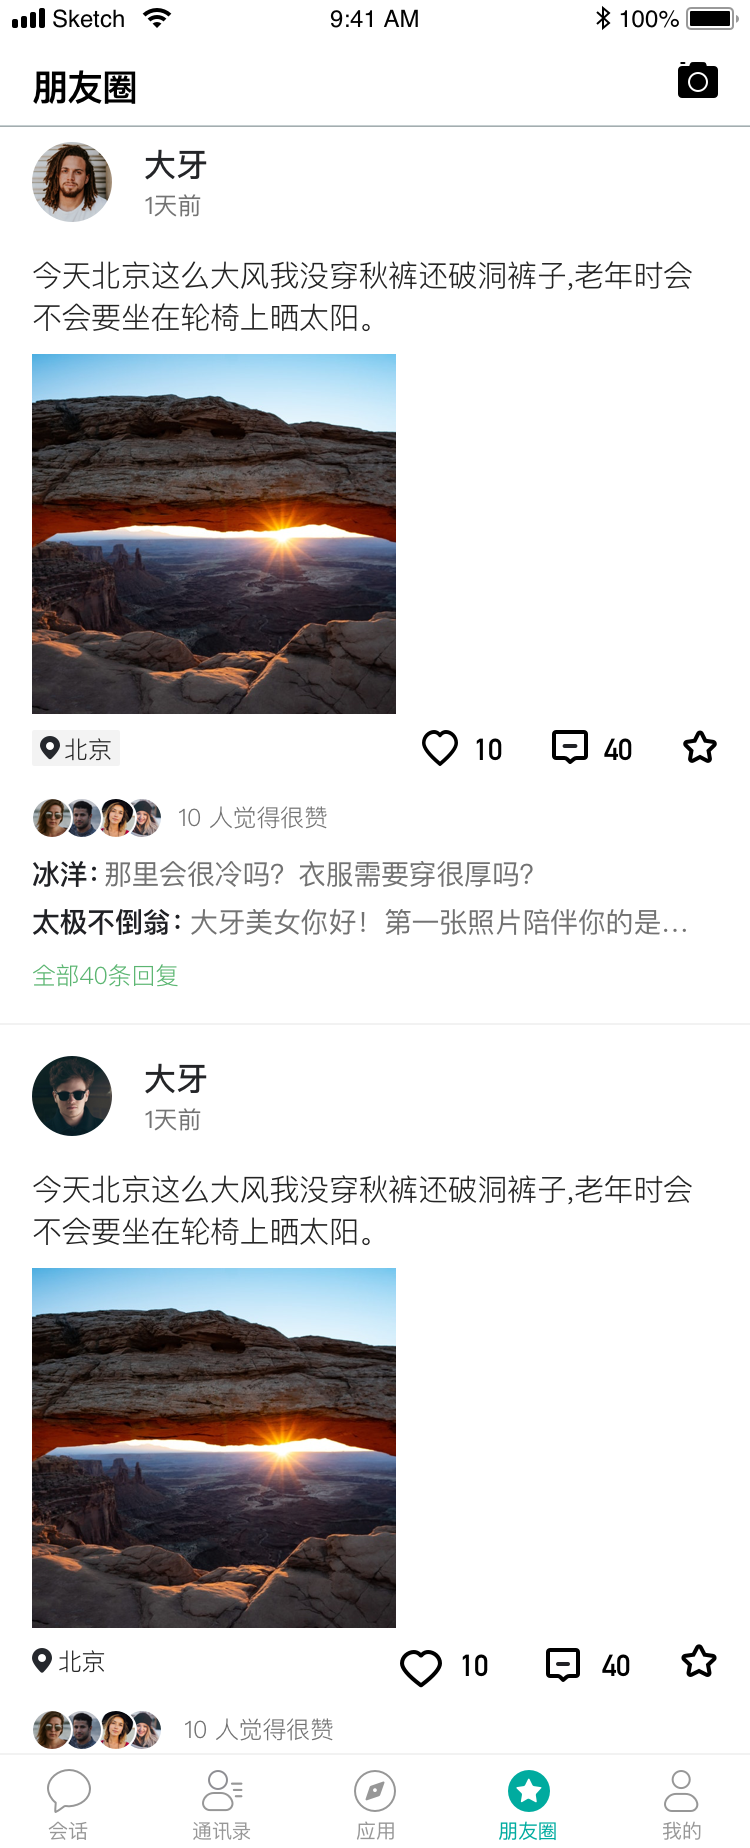 Sketch 9:41 AM 100%
朋友圈
大牙
1天前
今天北京这么大风我没穿秋裤还破洞裤子,老年时会
不会要坐在轮椅上晒太阳。
北京 10 40
10 人觉得很赞
冰洋: 那里会很冷吗？衣服需要穿很厚吗？
太极不倒翁: 大牙美女你好！第一张照片陪伴你的是...
全部40条回复
大牙
1天前
今天北京这么大风我没穿秋裤还破洞裤子,老年时会
不会要坐在轮椅上晒太阳。
北京 10 40
10 人觉得很赞
会话 通讯录 应用 朋友圈 我的